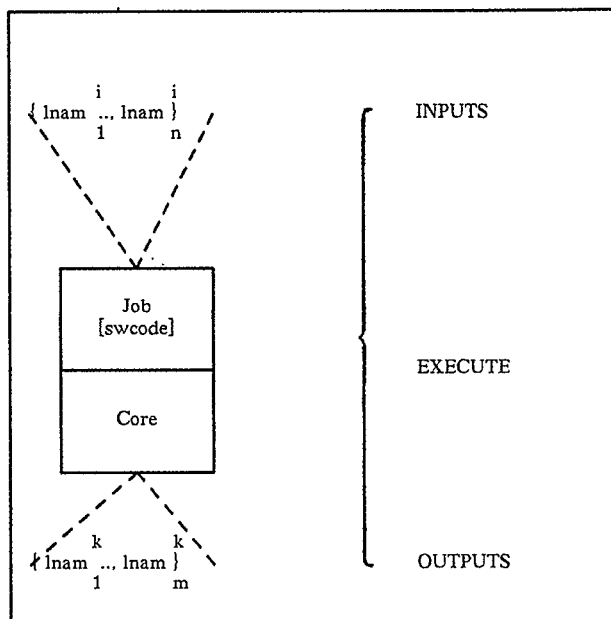 i i
{ lnam .., lnam } INPUTS
1 n
Job
[swcode]
EXECUTE
Core
k k
{ lnam .., lnam } OUTPUTS
1 m